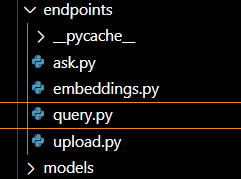 endpoints
__pycache__
ask.py
embeddings.py
query.py
upload.py
models